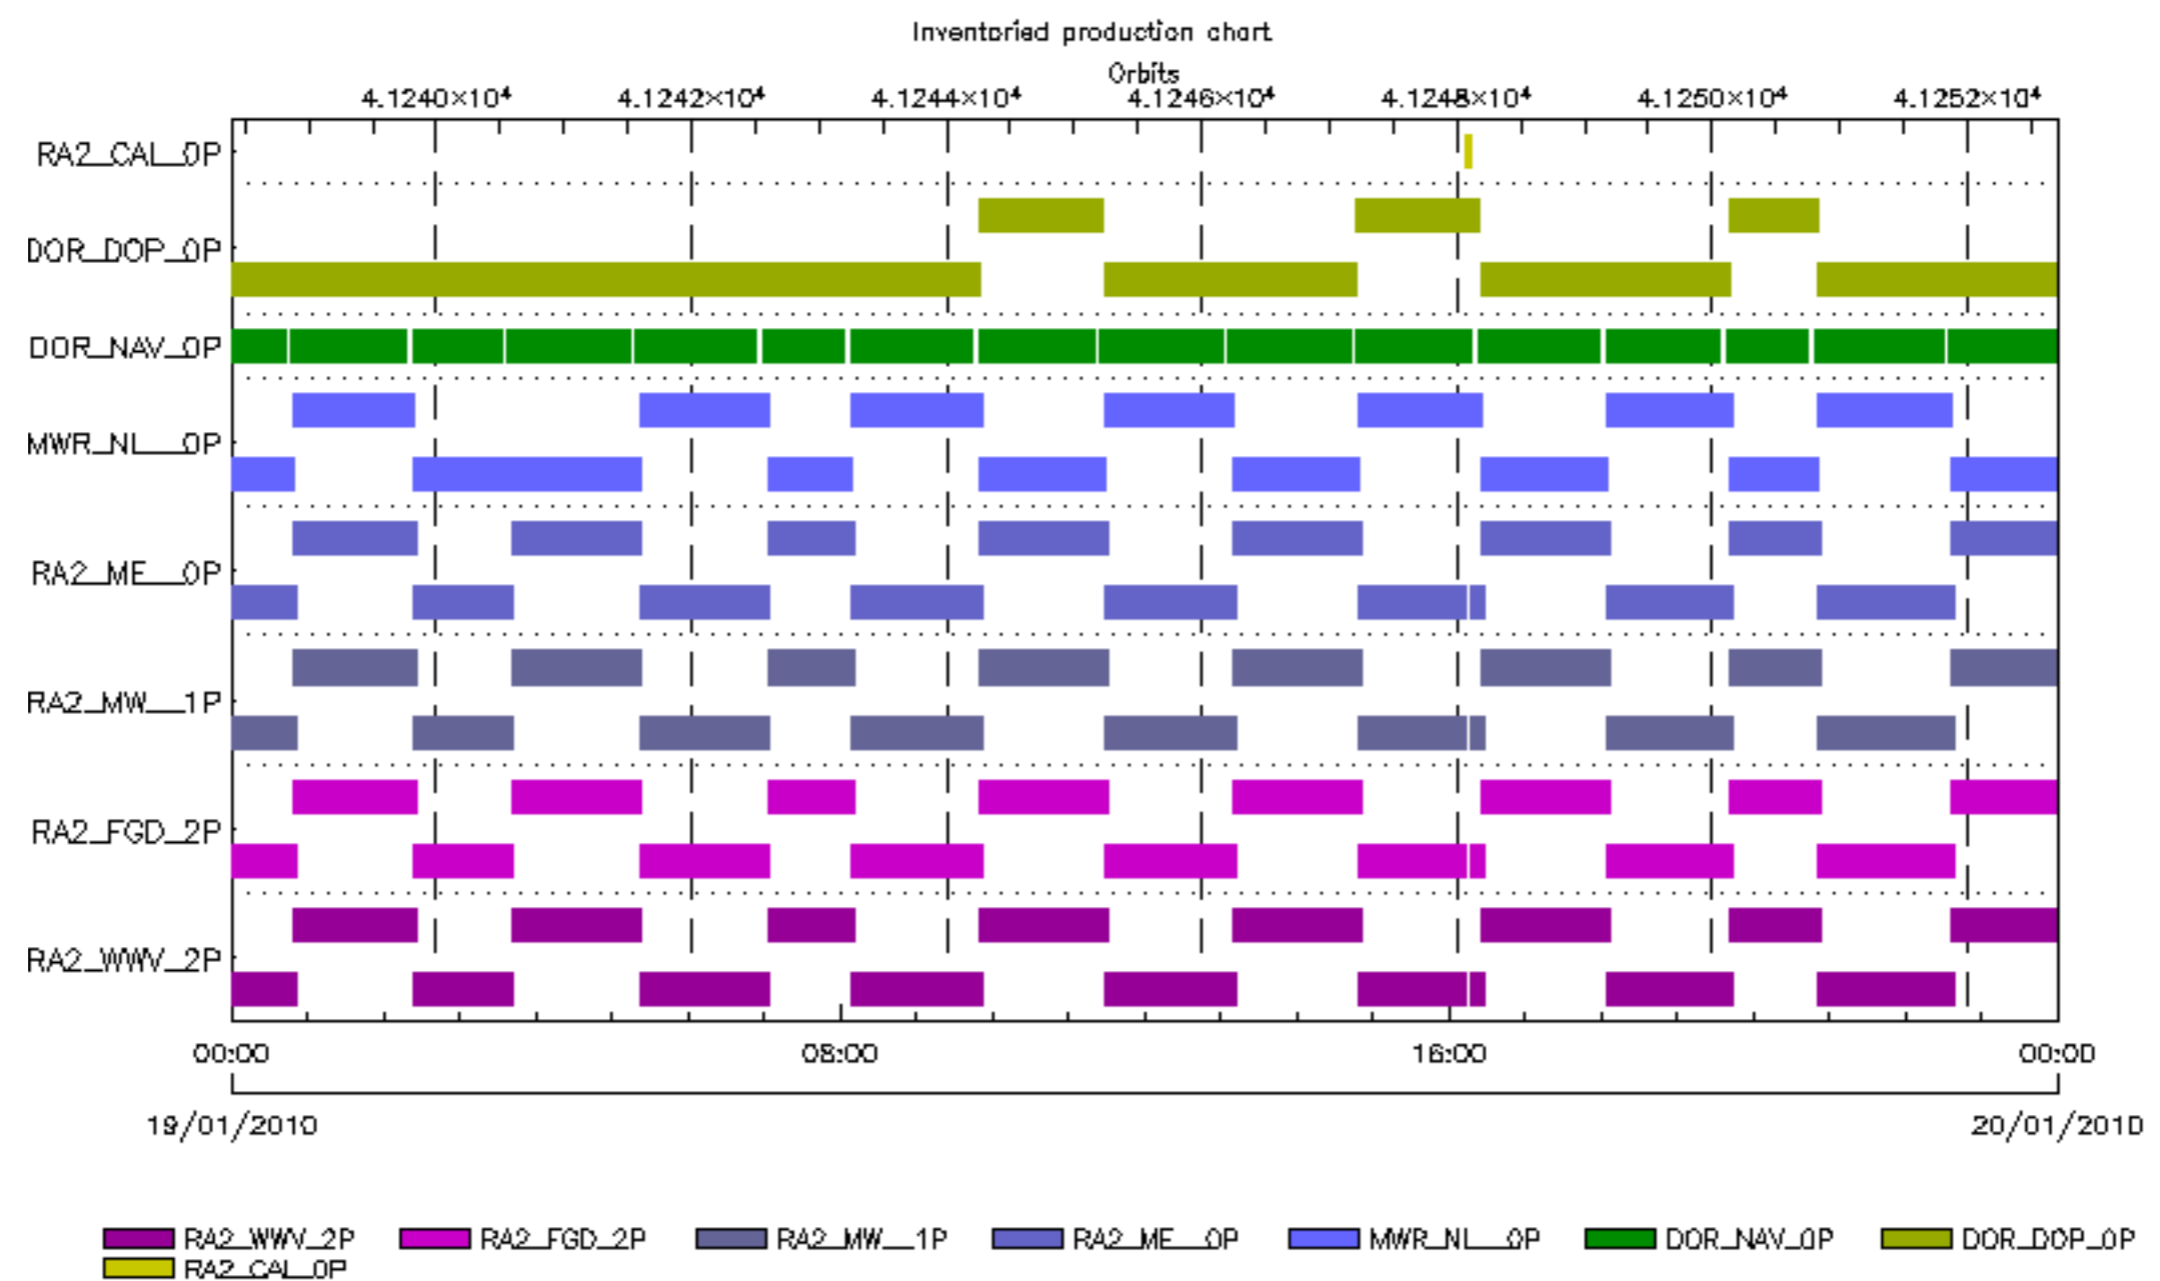 Inventoried production chart
Orbits
4.1240×10⁴ 4.1242×10⁴ 4.1244×10⁴ 4.1246×10⁴ 4.1248×10⁴ 4.1250×10⁴ 4.1252×10⁴
RA2_CAL_0P
DOR_DOP_0P
DOR_NAV_0P
MWR_NL__0P
RA2_ME__0P
RA2_MW__1P
RA2_FGD_2P
RA2_WWV_2P
00:00 08:00 16:00 00:00
19/01/2010 20/01/2010
RA2_WWV_2P RA2_FGD_2P RA2_MW__1P RA2_ME__0P MWR_NL__0P DOR_NAV_0P DOR_DOP_0P
RA2_CAL_0P